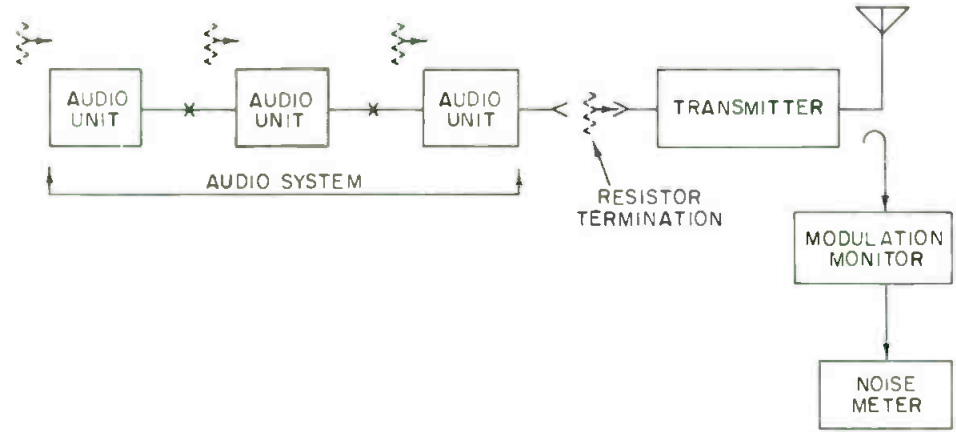 AUDIO
UNIT
AUDIO
UNIT
AUDIO
UNIT
TRANSMITTER
AUDIO SYSTEM
RESISTOR
TERMINATION
MODULATION
MONITOR
NOISE
METER